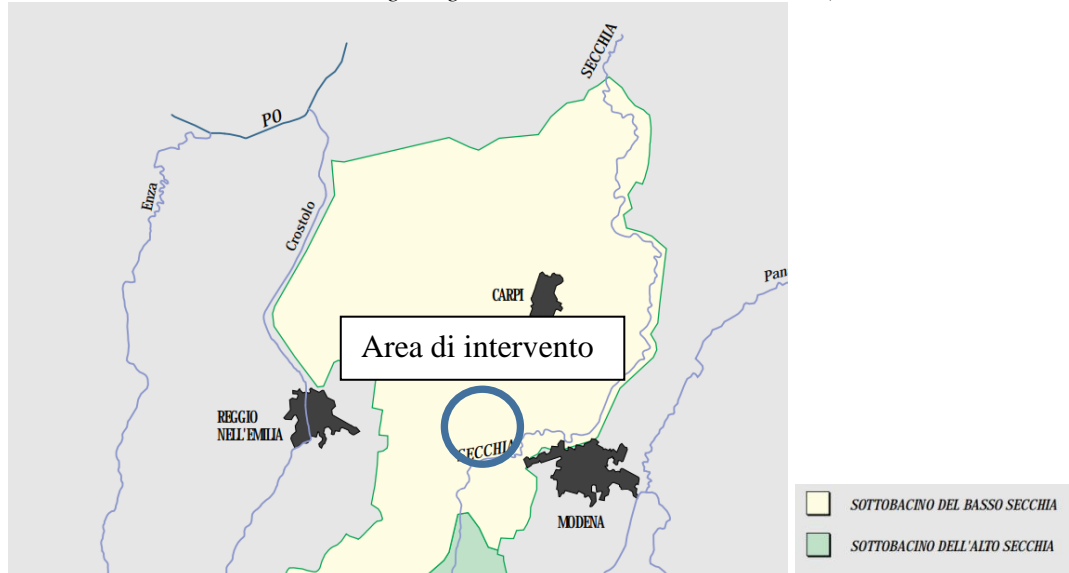 SECCHIA
PO
Enza
Crostolo
Pan
CARPI
Area di intervento
REGGIO
NELL'EMILIA
SECCHIA
MODENA
SOTTOBACINO DEL BASSO SECCHIA
SOTTOBACINO DELL'ALTO SECCHIA